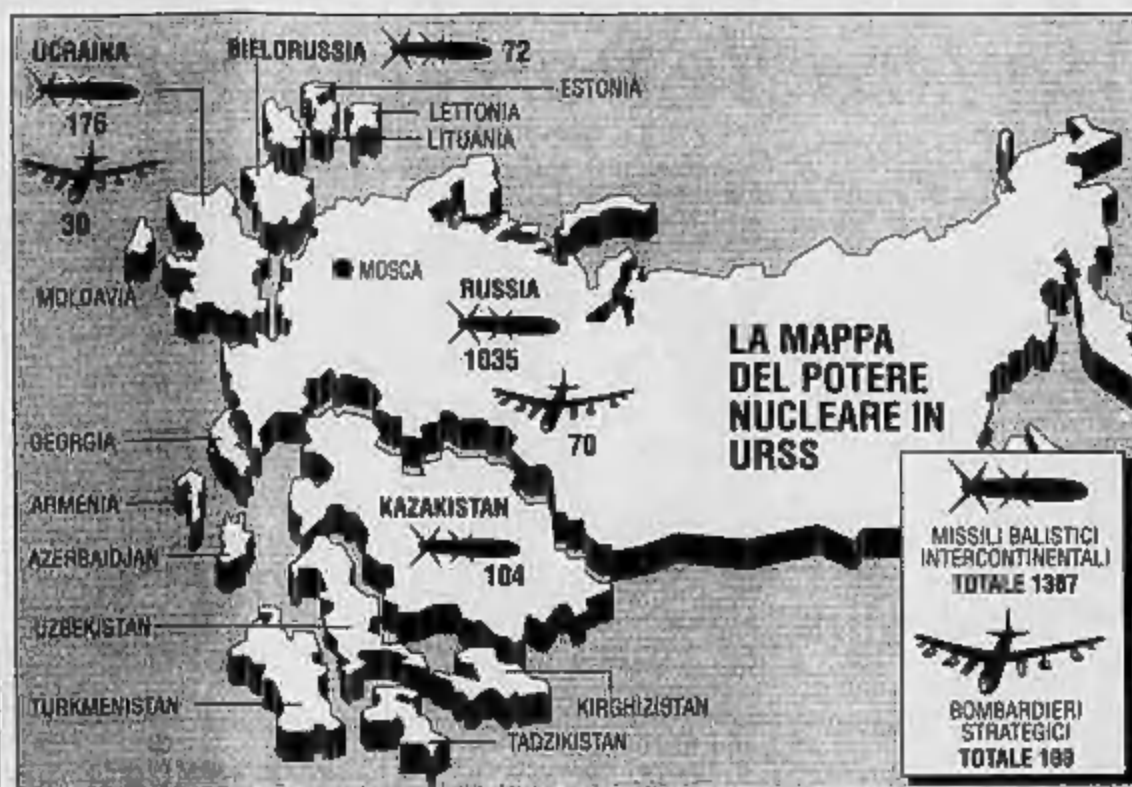 UCRAINA
176
30
BIELORUSSIA
72
ESTONIA
LETTONIA
LITUANIA
MOLDAVIA
MOSCA
RUSSIA
1035
70
LA MAPPA
DEL POTERE
NUCLEARE IN
URSS
GEORGIA
ARMENIA
AZERBAIDJAN
KAZAKISTAN
104
UZBEKISTAN
TURKMENISTAN
KIRGHIZISTAN
TADZIKISTAN
MISSILI BALISTICI
INTERCONTINENTALI
TOTALE 1387
BOMBARDIERI
STRATEGICI
TOTALE 100